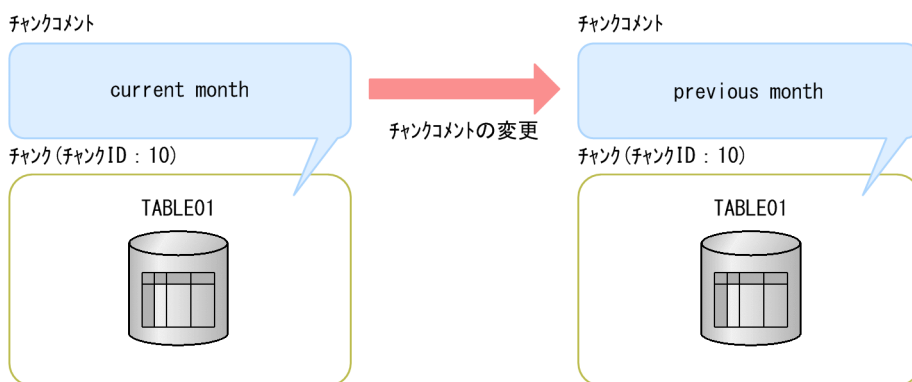 ﾁｬﾝｸｺﾒﾝﾄ
current month
ﾁｬﾝｸ(ﾁｬﾝｸID : 10)
TABLE01
ﾁｬﾝｸｺﾒﾝﾄの変更
ﾁｬﾝｸｺﾒﾝﾄ
previous month
ﾁｬﾝｸ(ﾁｬﾝｸID : 10)
TABLE01